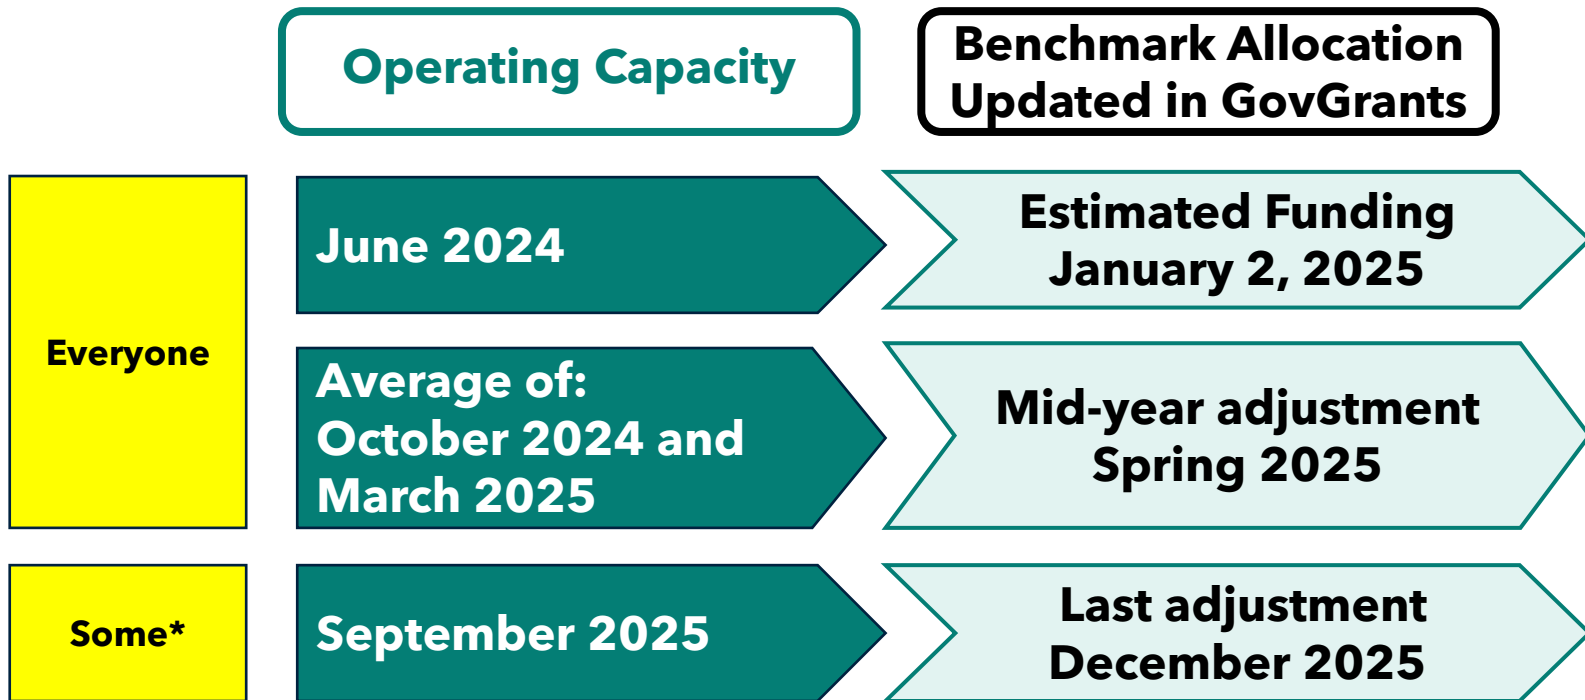 Operating Capacity
Benchmark Allocation
Updated in GovGrants
Everyone
June 2024
Estimated Funding
January 2, 2025
Average of:
October 2024 and
March 2025
Mid-year adjustment
Spring 2025
Some*
September 2025
Last adjustment
December 2025